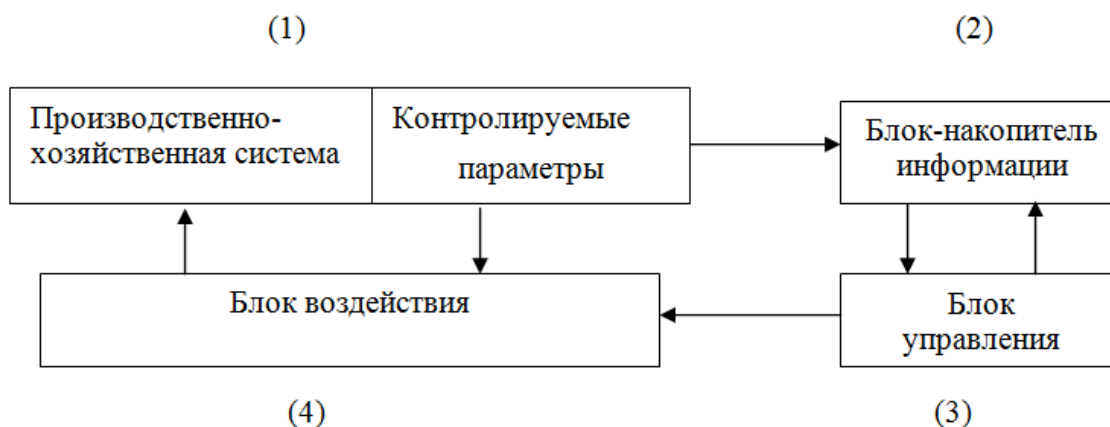 (1)
(2)
Производственно-
хозяйственная система
Контролируемые
параметры
Блок-накопитель
информации
Блок воздействия
Блок
управления
(4)
(3)